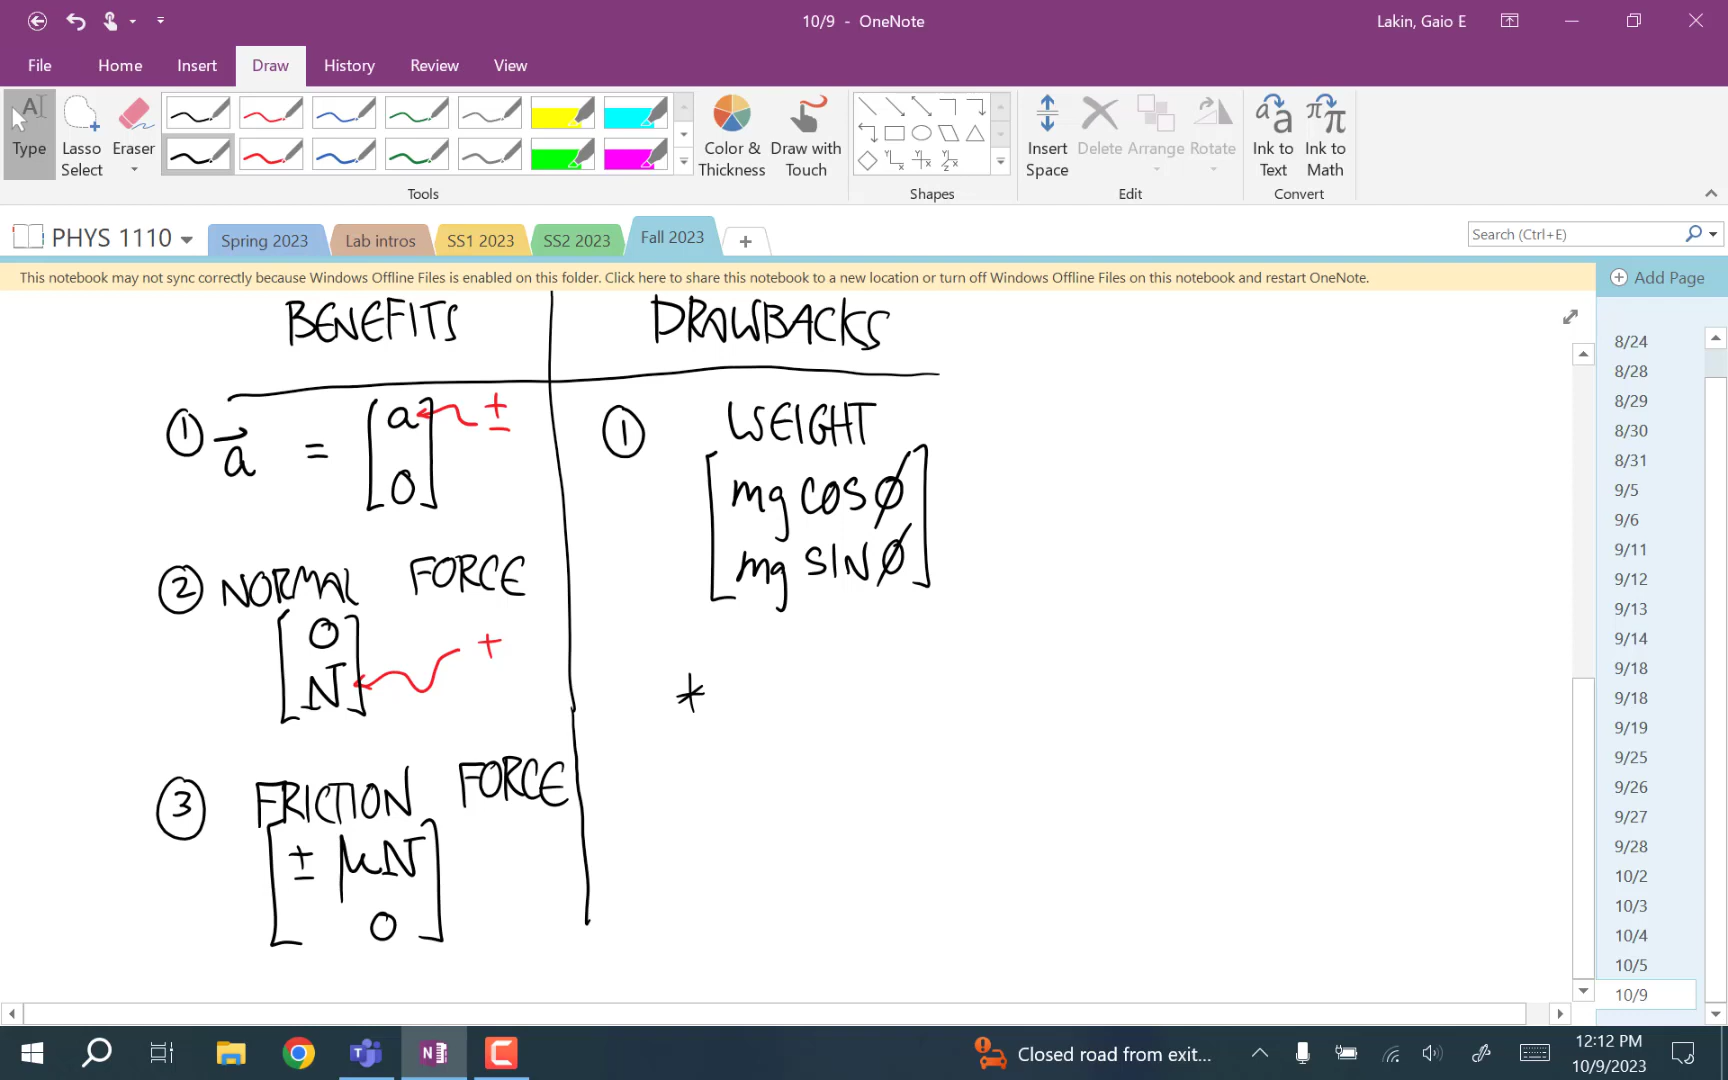 10/9 - OneNote
Lakin, Gaio E
File Home Insert Draw History Review View
Type
Lasso Select
Eraser
Color & Thickness
Draw with Touch
Insert Space
Delete
Arrange
Rotate
Ink to Text
Ink to Math
Tools
Shapes
Edit
Convert
PHYS 1110
Spring 2023
Lab intros
SS1 2023
SS2 2023
Fall 2023
Search (Ctrl+E)
This notebook may not sync correctly because Windows Offline Files is enabled on this folder. Click here to share this notebook to a new location or turn off Windows Offline Files on this notebook and restart OneNote.
Add Page
BENEFITS
DRAWBACKS
① a⃗ = [a
0]
±
② NORMAL FORCE
[0
N]
+
③ FRICTION FORCE
[± μN
0]
① WEIGHT
[mg cos ø
mg sin ø]
*
8/24
8/28
8/29
8/30
8/31
9/5
9/6
9/11
9/12
9/13
9/14
9/18
9/18
9/19
9/25
9/26
9/27
9/28
10/2
10/3
10/4
10/5
10/9
Closed road from exit...
12:12 PM
10/9/2023